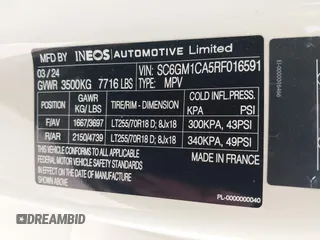 MFD BY INEOS AUTOMOTIVE Limited
03 / 24 VIN: SC6GM1CA5RF016591
GVWR 3500KG 7716 LBS TYPE: MPV
GAWR KG/ LBS TIRE/RIM - DIMENSION COLD INFL.PRESS. KPA PSI
F/AV 1667/3697 LT255/70R18 D; 8Jx18 300KPA, 43PSI
R/AR 2150/4739 LT255/70R18 D; 8Jx18 340KPA, 49PSI
THIS VEHICLE CONFORMS TO ALL APPLICABLE U.S. FEDERAL
MOTOR VEHICLE SAFETY AND THEFT PREVENTION STANDARDS
IN EFFECT ON THE DATE OF MANUFACTURE SHOWN ABOVE.
PL-0000000040
DREAMBID